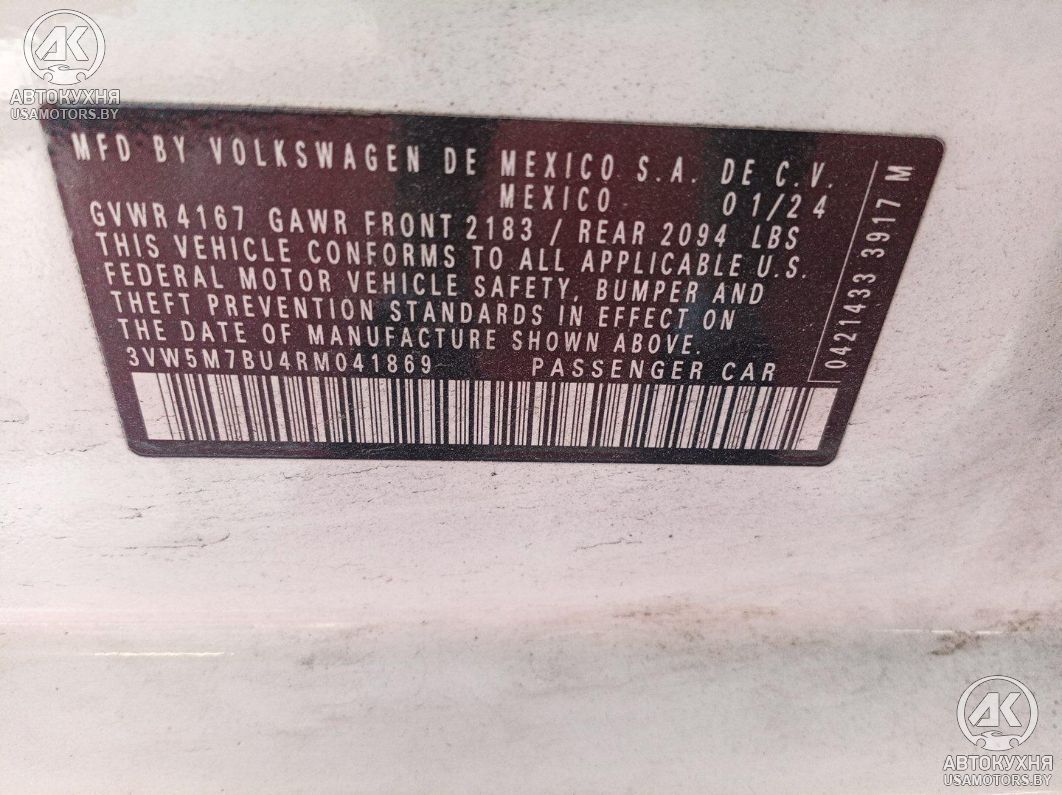 AK
АВТОКУХНЯ
USAMOTORS.BY
MFD BY VOLKSWAGEN DE MEXICO S.A. DE C.V.
MEXICO 01/24
GVWR 4167 GAWR FRONT 2183 / REAR 2094 LBS
THIS VEHICLE CONFORMS TO ALL APPLICABLE U.S.
FEDERAL MOTOR VEHICLE SAFETY, BUMPER AND
THEFT PREVENTION STANDARDS IN EFFECT ON
THE DATE OF MANUFACTURE SHOWN ABOVE.
3VW5M7BU4RM041869 PASSENGER CAR
0421433 3917 M
AK
АВТОКУХНЯ
USAMOTORS.BY